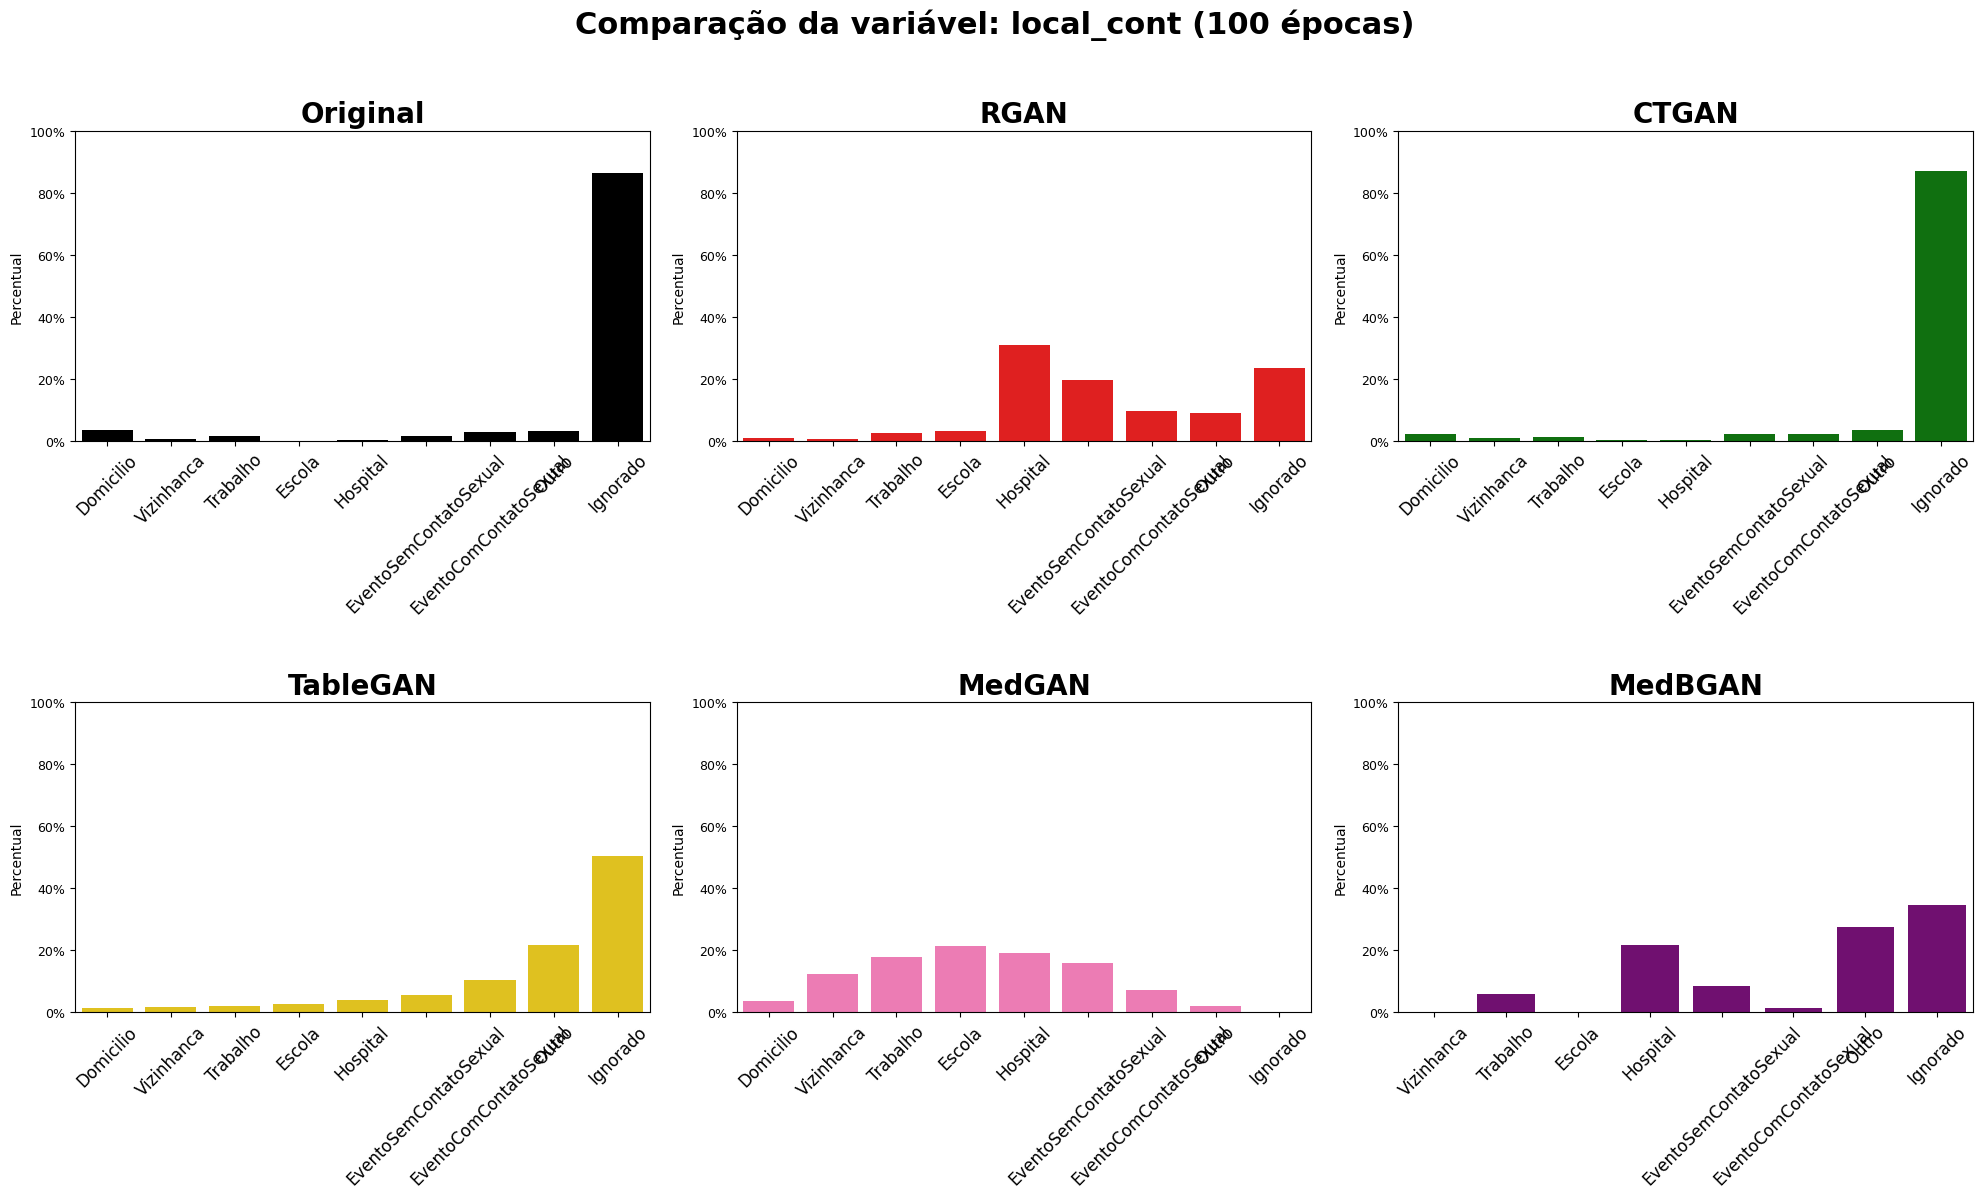 Comparação da variável: local_cont (100 épocas)
Original
100%
80%
60%
40%
20%
0%
Percentual
Domicilio
Vizinhanca
Trabalho
Escola
Hospital
EventoSemContatoSexual
EventoComContatoSexual
Outro
Ignorado
RGAN
100%
80%
60%
40%
20%
0%
Percentual
Domicilio
Vizinhanca
Trabalho
Escola
Hospital
EventoSemContatoSexual
EventoComContatoSexual
Outro
Ignorado
CTGAN
100%
80%
60%
40%
20%
0%
Percentual
Domicilio
Vizinhanca
Trabalho
Escola
Hospital
EventoSemContatoSexual
EventoComContatoSexual
Outro
Ignorado
TableGAN
100%
80%
60%
40%
20%
0%
Percentual
Domicilio
Vizinhanca
Trabalho
Escola
Hospital
EventoSemContatoSexual
EventoComContatoSexual
Outro
Ignorado
MedGAN
100%
80%
60%
40%
20%
0%
Percentual
Domicilio
Vizinhanca
Trabalho
Escola
Hospital
EventoSemContatoSexual
EventoComContatoSexual
Outro
Ignorado
MedBGAN
100%
80%
60%
40%
20%
0%
Percentual
Vizinhanca
Trabalho
Escola
Hospital
EventoSemContatoSexual
EventoComContatoSexual
Outro
Ignorado